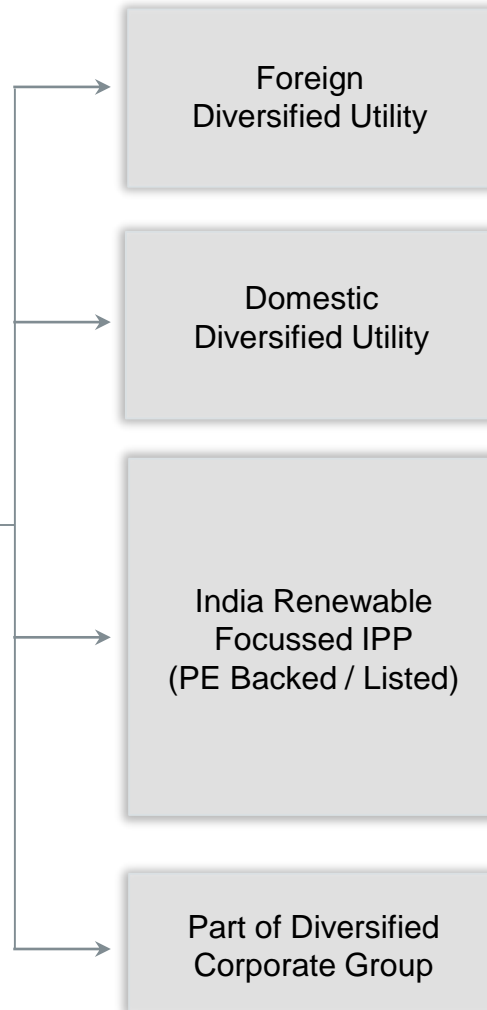 Foreign
Diversified Utility
Domestic
Diversified Utility
India Renewable
Focussed IPP
(PE Backed / Listed)
Part of Diversified
Corporate Group